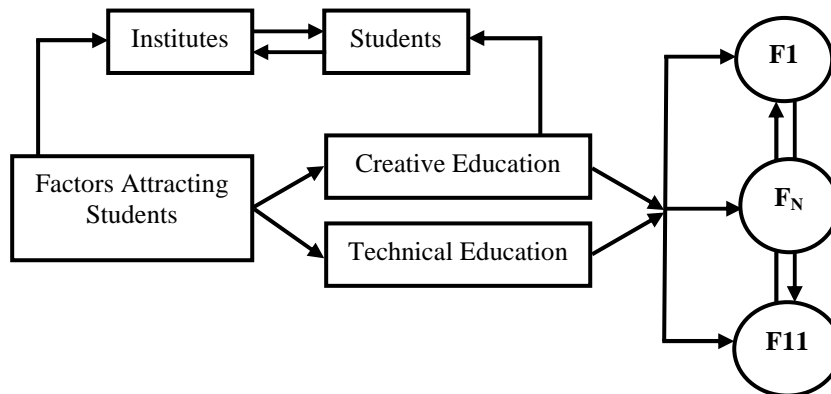 Institutes
Students
F1
Creative Education
Factors Attracting
Students
FN
Technical Education
F11